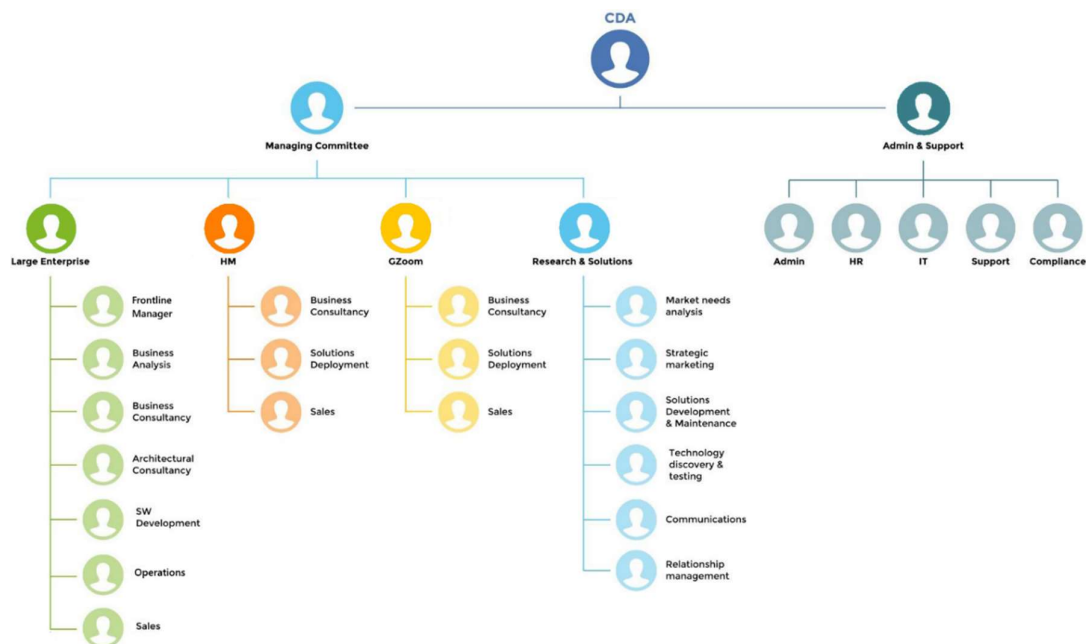 CDA
Managing Committee
Admin & Support
Large Enterprise
HM
GZoom
Research & Solutions
Admin
HR
IT
Support
Compliance
Frontline
Manager
Business
Analysis
Business
Consultancy
Architectural
Consultancy
SW
Development
Operations
Sales
Business
Consultancy
Solutions
Deployment
Sales
Business
Consultancy
Solutions
Deployment
Sales
Market needs
analysis
Strategic
marketing
Solutions
Development
& Maintenance
Technology
discovery &
testing
Communications
Relationship
management